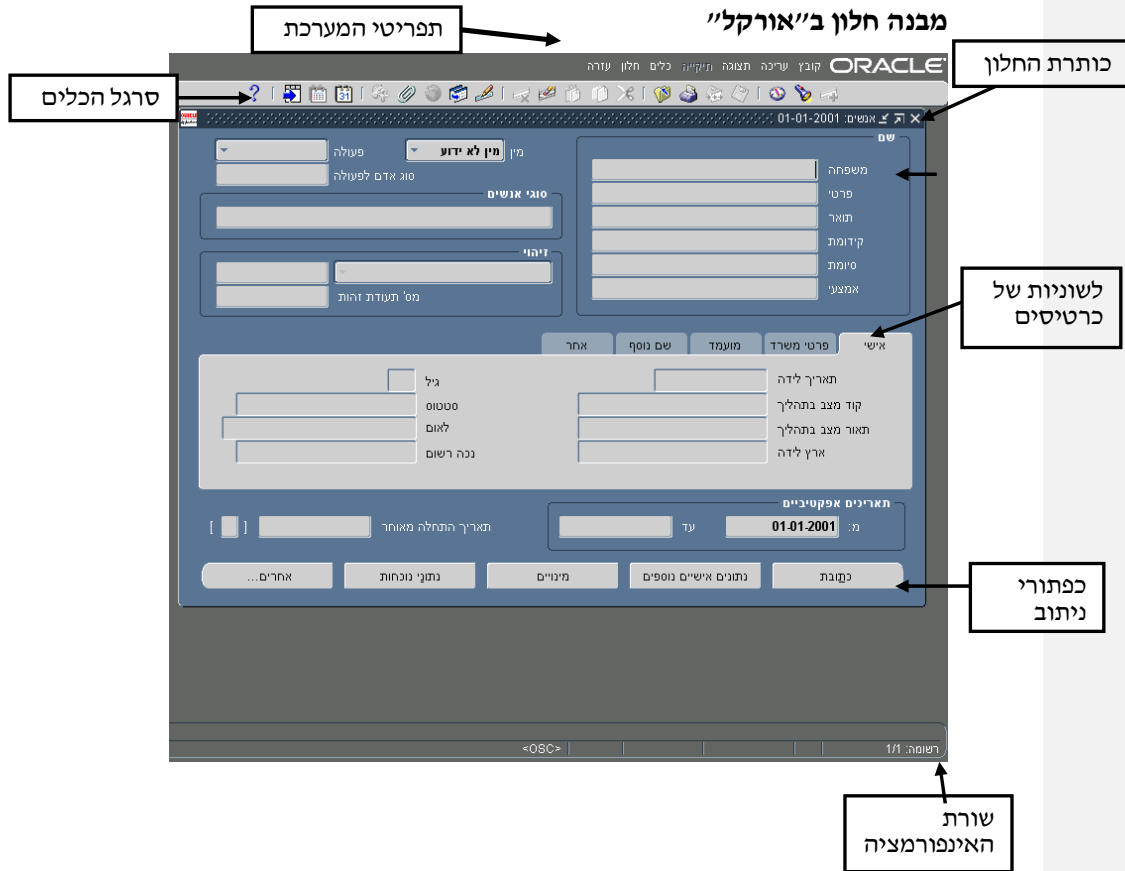 מבנה חלון ב״אורקל״
תפריטי המערכת
כותרת החלון
סרגל הכלים
ORACLE קובץ עריכה תצוגה תיקייה כלים חלון עזרה
אנשים: 01-01-2001
שם
משפחה
פרטי
תואר
קידומת
סיומת
אמצעי
מין מין לא ידוע
פעולה
סוג אדם לפעולה
סוגי אנשים
זיהוי
מס' תעודת זהות
לשוניות של
כרטיסים
אישי פרטי משרד מועמד שם נוסף אחר
תאריך לידה
קוד מצב בתהליך
תאור מצב בתהליך
ארץ לידה
גיל
סטטוס
לאום
נכה רשום
תאריכים אפקטיביים
מ: 01-01-2001 עד
תאריך התחלה מאוחר [ ]
כתובת נתונים אישיים נוספים מינויים נתוני נוכחות אחרים...
כפתורי
ניתוב
רשומה: 1/1 <OSC>
שורת
האינפורמציה